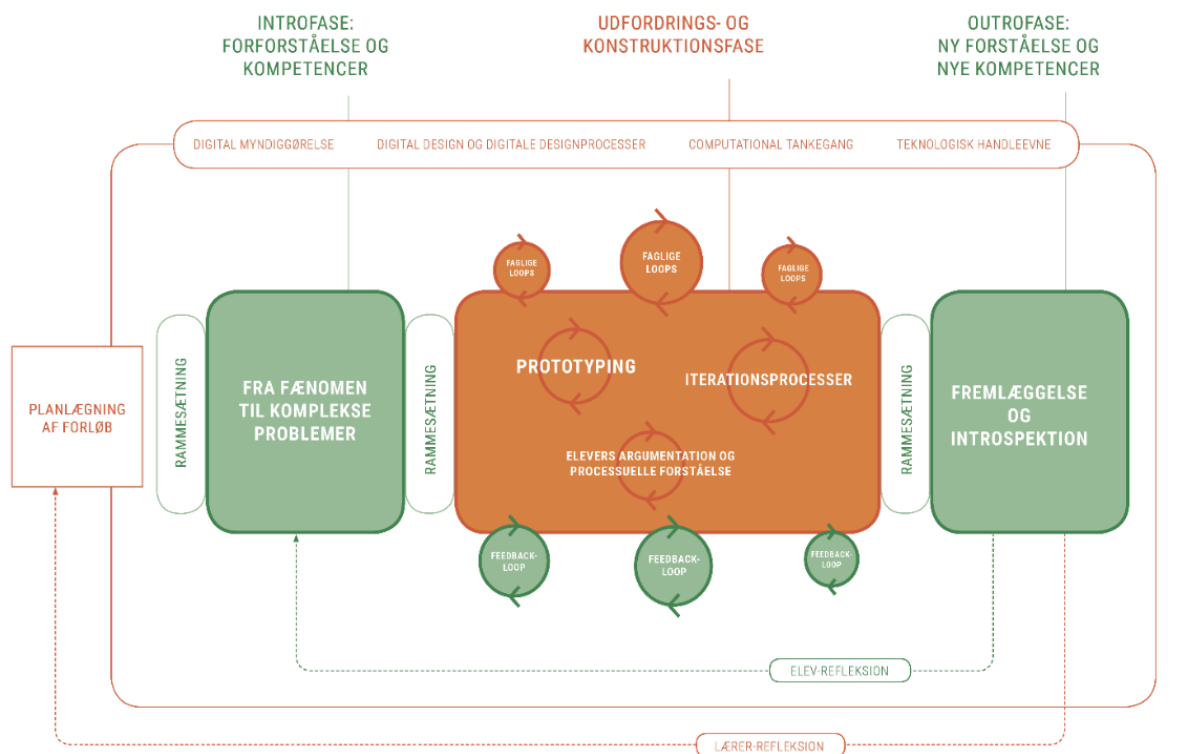 INTROFASE:
FORFORSTÅELSE OG
KOMPETENCER
UDFORDRINGS- OG
KONSTRUKTIONSFASE
OUTROFASE:
NY FORSTÅELSE OG
NYE KOMPETENCER
DIGITAL MYNDIGGØRELSE
DIGITAL DESIGN OG DIGITALE DESIGNPROCESSER
COMPUTATIONAL TANKEGANG
TEKNOLOGISK HANDLEEVNE
PLANLÆGNING
AF FORLØB
RAMMESÆTNING
FRA FÆNOMEN
TIL KOMPLEKSE
PROBLEMER
RAMMESÆTNING
FAGLIGE
LOOPS
FAGLIGE
LOOPS
FAGLIGE
LOOPS
PROTOTYPING
ITERATIONSPROCESSER
ELEVERS ARGUMENTATION OG
PROCESSUELLE FORSTÅELSE
FEEDBACK-
LOOP
FEEDBACK-
LOOP
FEEDBACK-
LOOP
RAMMESÆTNING
FREMLÆGGELSE
OG
INTROSPEKTION
ELEV-REFLEKSION
LÆRER-REFLEKSION